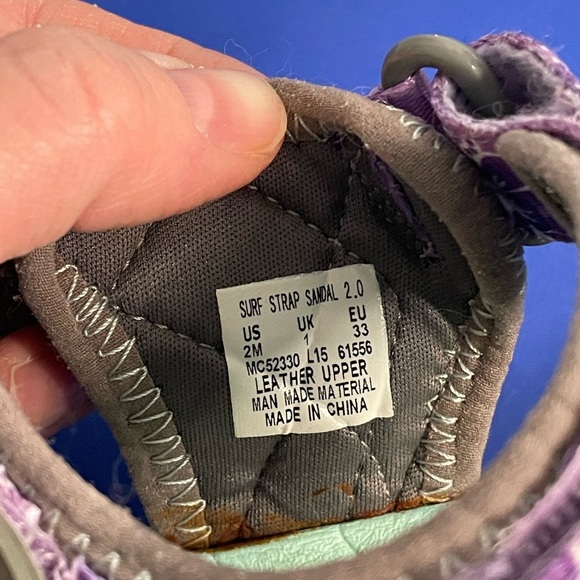 SURF STRAP SANDAL 2.0
US UK EU
2M 1 33
MC52330 L15 61556
LEATHER UPPER
MAN MADE MATERIAL
MADE IN CHINA